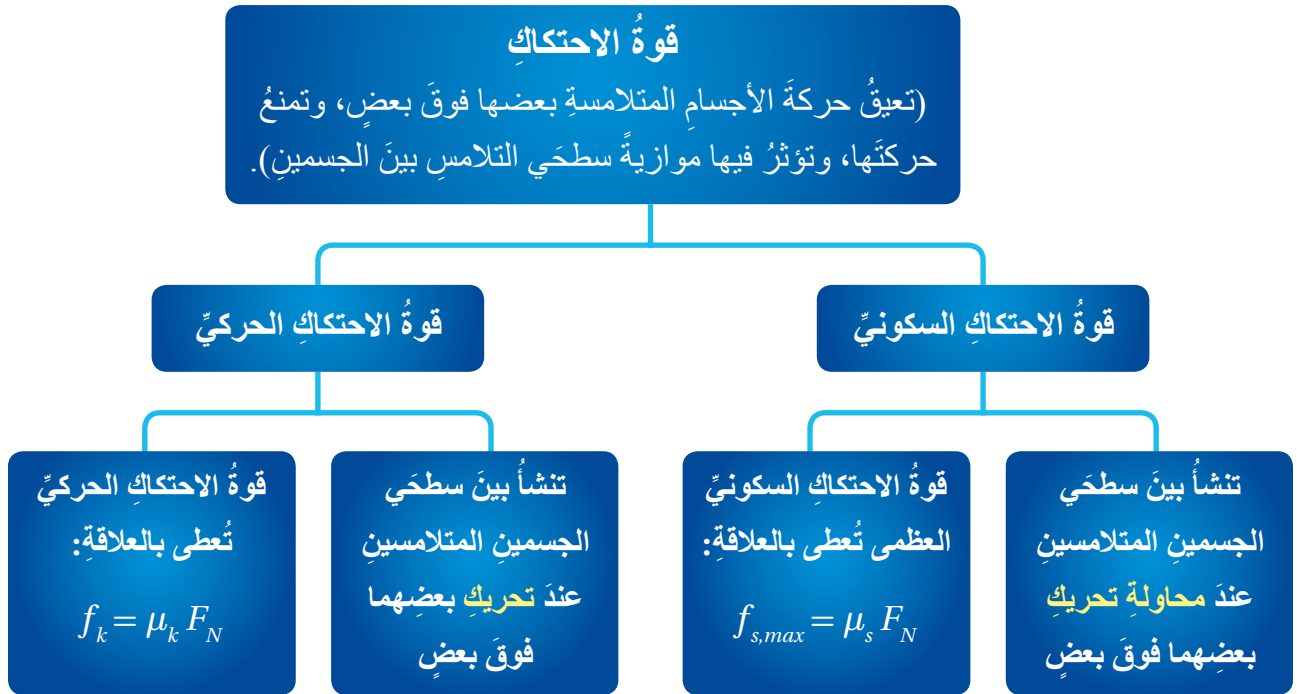 قوةُ الاحتكاكِ
(تعيقُ حركةَ الأجسامِ المتلامسةِ بعضها فوقَ بعضٍ، وتمنعُ
حركتَها، وتؤثرُ فيها موازيةً سطحَي التلامسِ بينَ الجسمينِ).
قوةُ الاحتكاكِ السكونيِّ
قوةُ الاحتكاكِ الحركيِّ
تنشأُ بينَ سطحَي
الجسمينِ المتلامسينِ
عندَ محاولةِ تحريكِ
بعضِهما فوقَ بعضٍ
قوةُ الاحتكاكِ السكونيِّ
العظمى تُعطى بالعلاقةِ:
f_{s,max} = μ_s F_N
تنشأُ بينَ سطحَي
الجسمينِ المتلامسينِ
عندَ تحريكِ بعضِهما
فوقَ بعضٍ
قوةُ الاحتكاكِ الحركيِّ
تُعطى بالعلاقةِ:
f_k = μ_k F_N